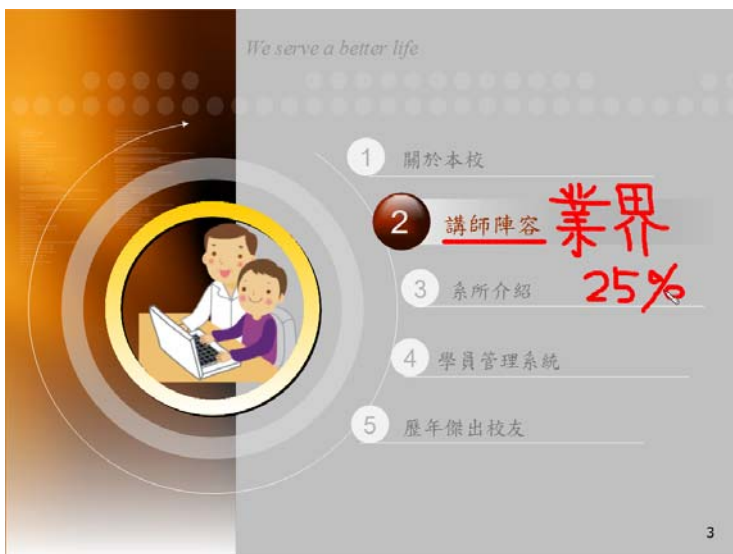 We serve a better life
1 關於本校
2 講師陣容 業界
25%
3 系所介紹
4 學員管理系統
5 歷年傑出校友
3